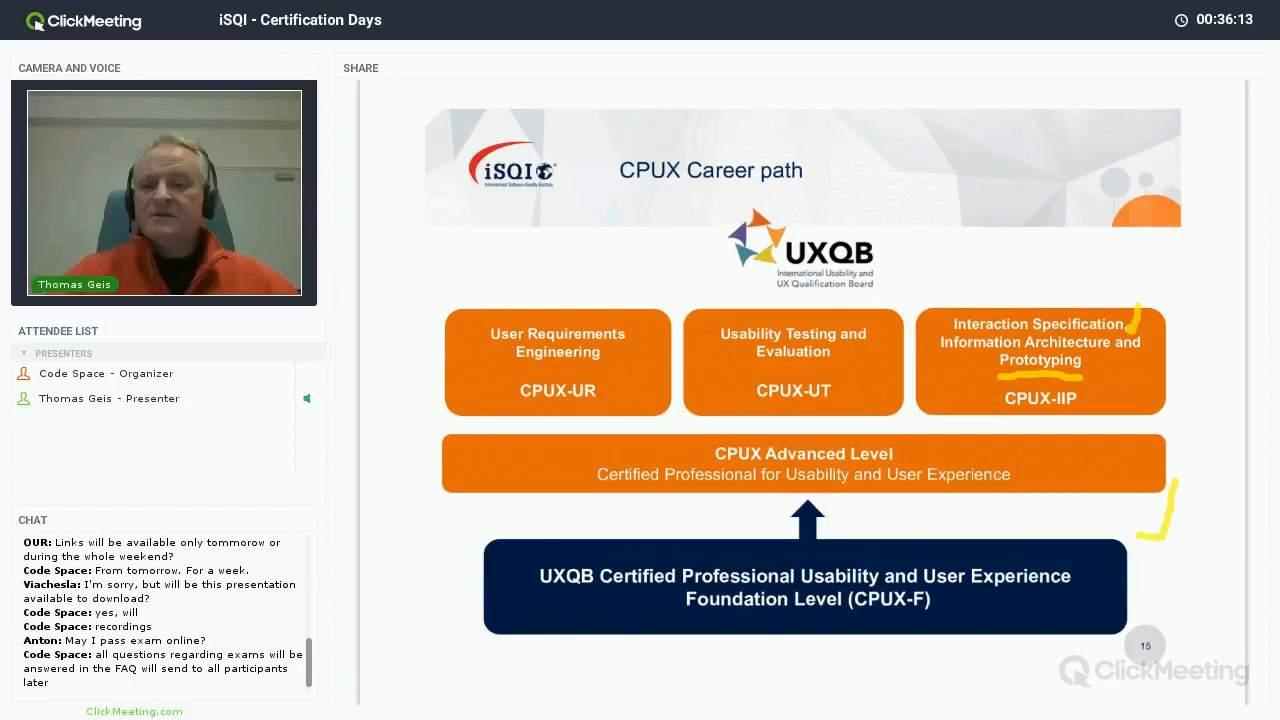 ClickMeeting
iSQI - Certification Days
00:36:13
CAMERA AND VOICE
Thomas Geis
ATTENDEE LIST
PRESENTERS
Code Space - Organizer
Thomas Geis - Presenter
CHAT
OUR: Links will be available only tommorow or
during the whole weekend?
Code Space: From tomorrow. For a week.
Viachesla: I'm sorry, but will be this presentation
available to download?
Code Space: yes, will
Code Space: recordings
Anton: May I pass exam online?
Code Space: all questions regarding exams will be
answered in the FAQ will send to all participants
later
ClickMeeting.com
SHARE
iSQI
International Software Quality Institute
CPUX Career path
UXQB
International Usability and
UX Qualification Board
User Requirements
Engineering
CPUX-UR
Usability Testing and
Evaluation
CPUX-UT
Interaction Specification,
Information Architecture and
Prototyping
CPUX-IIP
CPUX Advanced Level
Certified Professional for Usability and User Experience
UXQB Certified Professional Usability and User Experience
Foundation Level (CPUX-F)
15
ClickMeeting